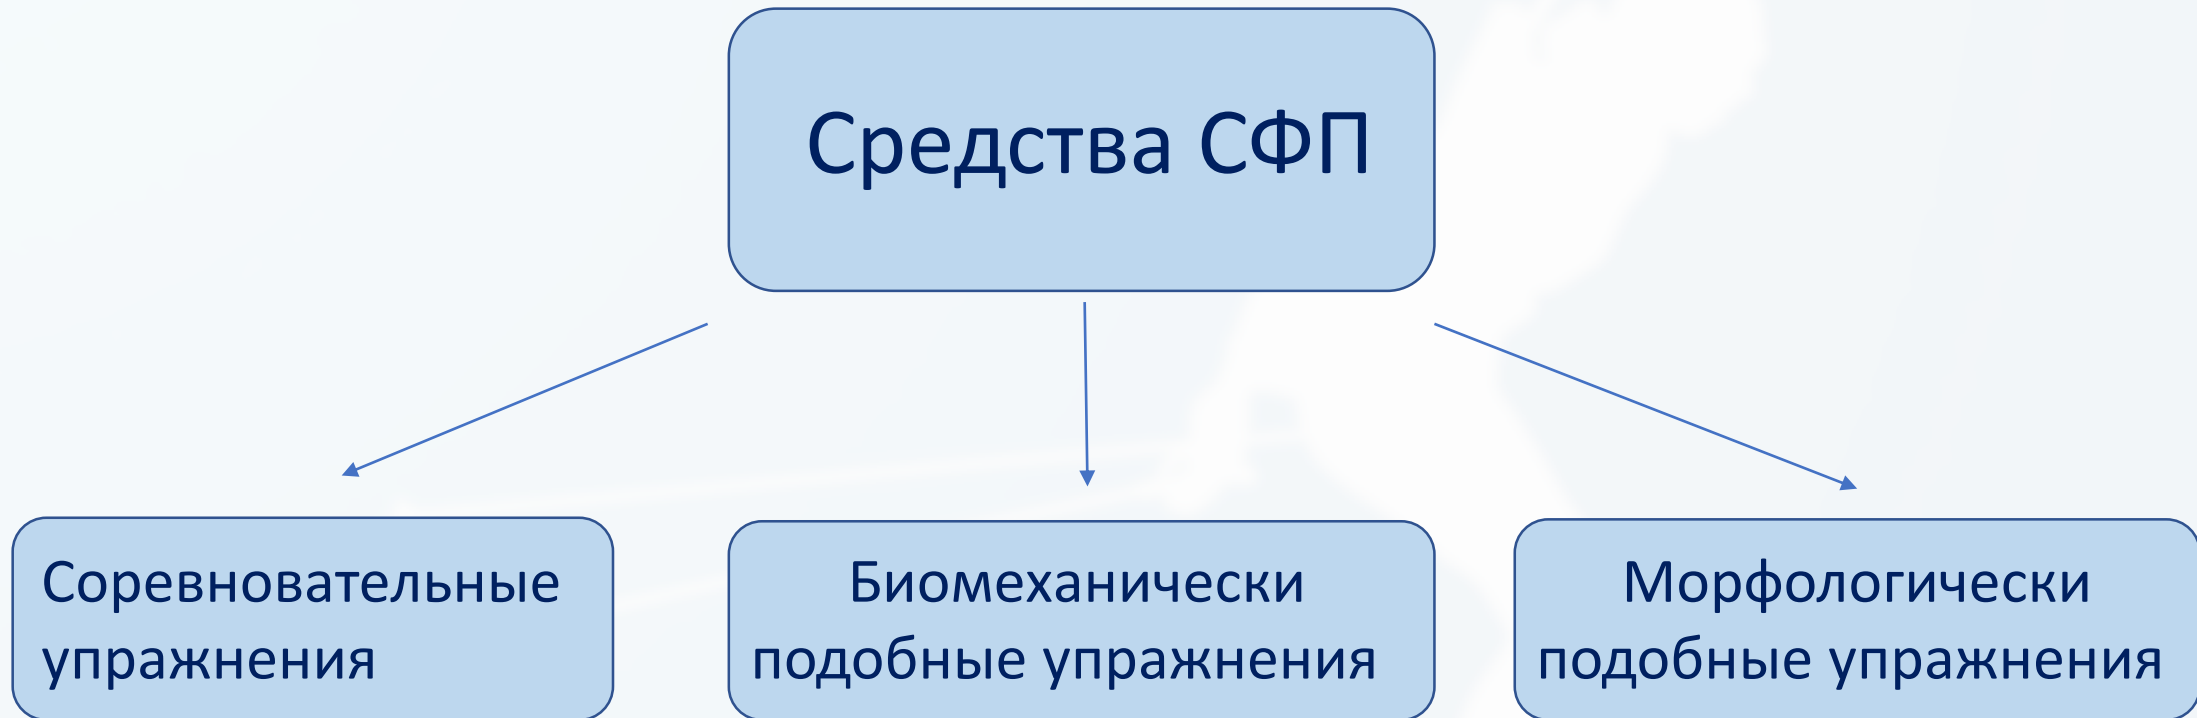 Средства СФП
Соревновательные
упражнения
Биомеханически
подобные упражнения
Морфологически
подобные упражнения